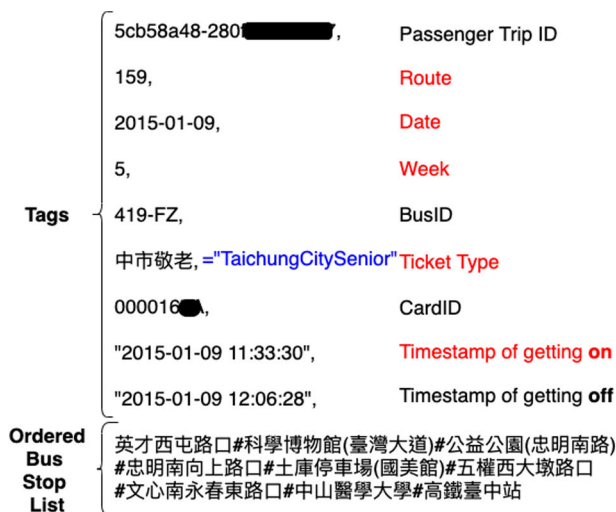 5cb58a48-280 , Passenger Trip ID
159, Route
2015-01-09, Date
5, Week
Tags
419-FZ, BusID
中市敬老, ="TaichungCitySenior" Ticket Type
000016 , CardID
"2015-01-09 11:33:30", Timestamp of getting on
"2015-01-09 12:06:28", Timestamp of getting off
Ordered
Bus
Stop
List
英才西屯路口#科學博物館(臺灣大道)#公益公園(忠明南路)
#忠明南向上路口#土庫停車場(國美館)#五權西大墩路口
#文心南永春東路口#中山醫學大學#高鐵臺中站